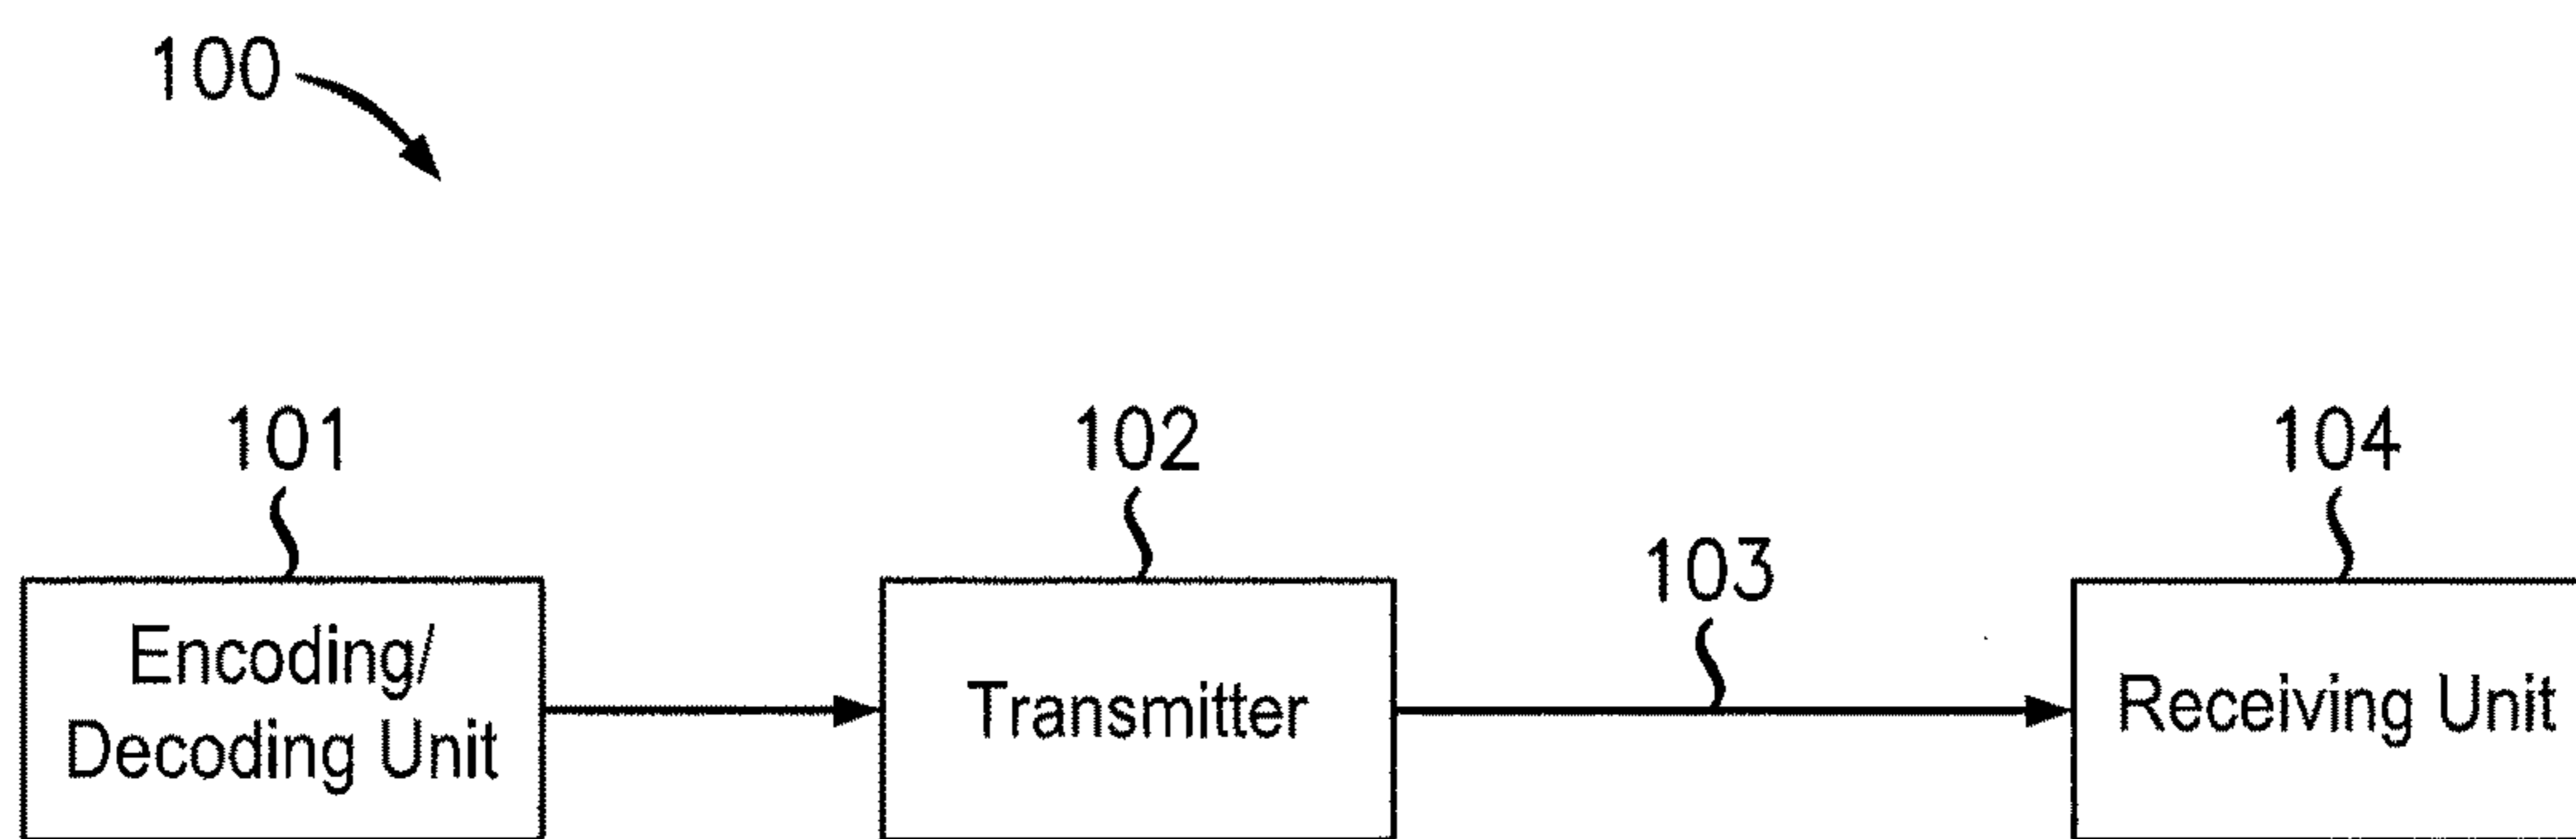 100
101
102
103
104
Encoding/
Decoding Unit
Transmitter
Receiving Unit